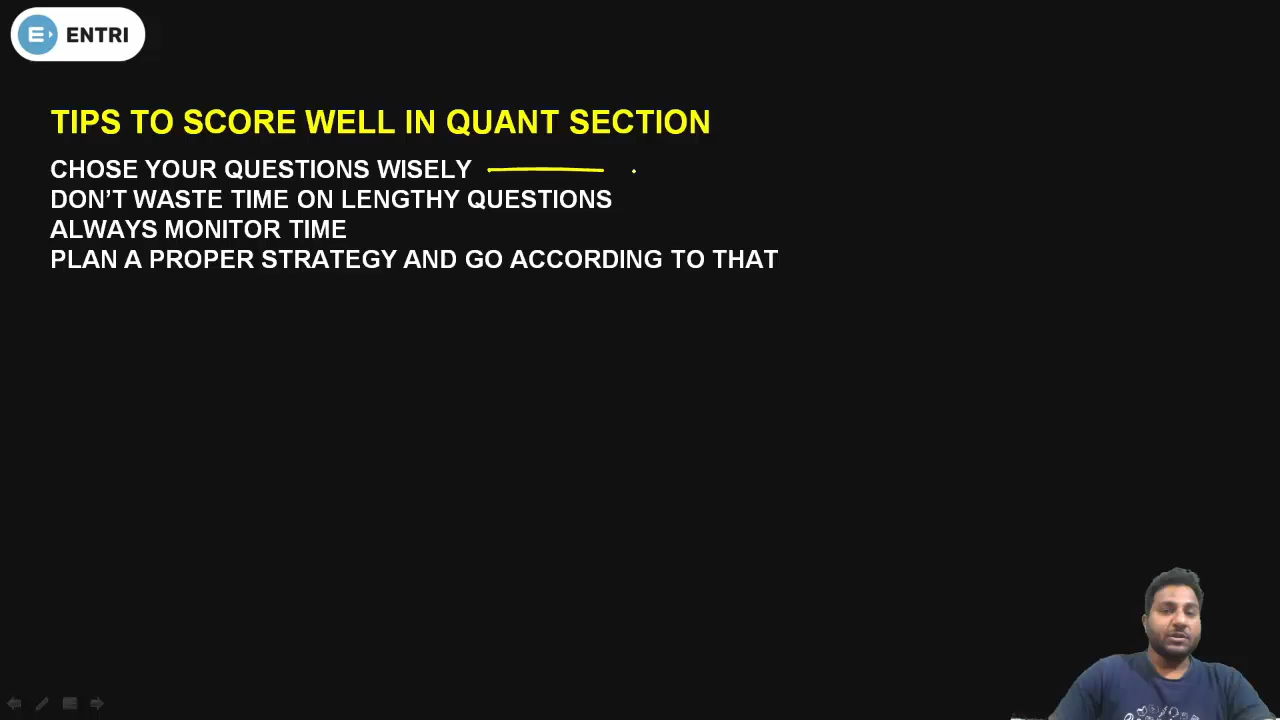 ENTRI
TIPS TO SCORE WELL IN QUANT SECTION
CHOSE YOUR QUESTIONS WISELY
DON’T WASTE TIME ON LENGTHY QUESTIONS
ALWAYS MONITOR TIME
PLAN A PROPER STRATEGY AND GO ACCORDING TO THAT